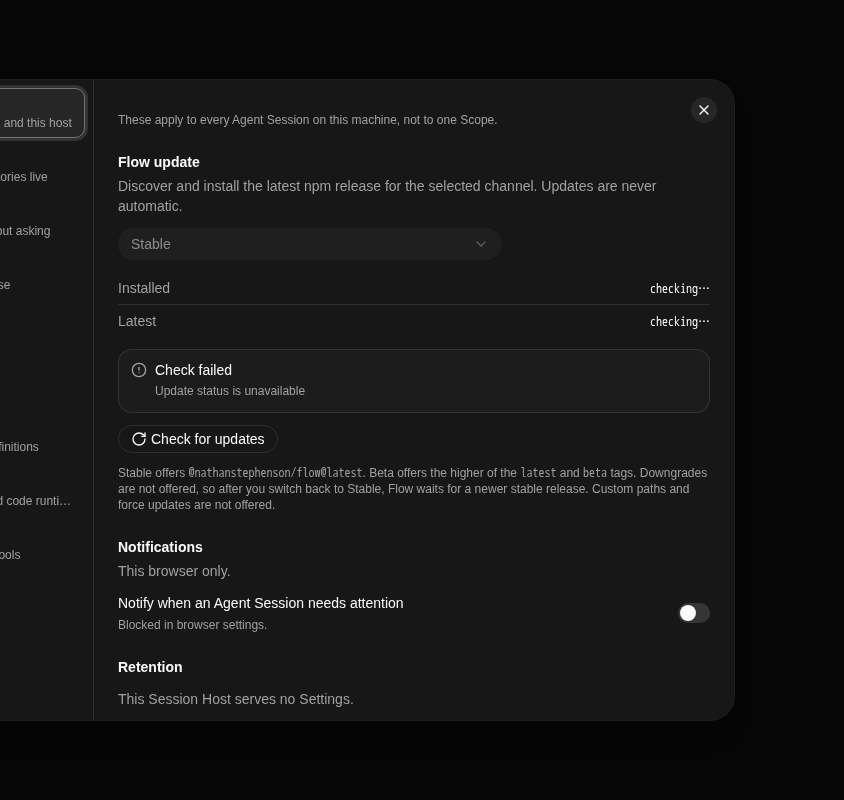 and this host
ories live
out asking
se
finitions
d code runti…
ools
These apply to every Agent Session on this machine, not to one Scope.
Flow update
Discover and install the latest npm release for the selected channel. Updates are never
automatic.
Stable
Installed checking…
Latest checking…
Check failed
Update status is unavailable
Check for updates
Stable offers @nathanstephenson/flow@latest. Beta offers the higher of the latest and beta tags. Downgrades
are not offered, so after you switch back to Stable, Flow waits for a newer stable release. Custom paths and
force updates are not offered.
Notifications
This browser only.
Notify when an Agent Session needs attention
Blocked in browser settings.
Retention
This Session Host serves no Settings.